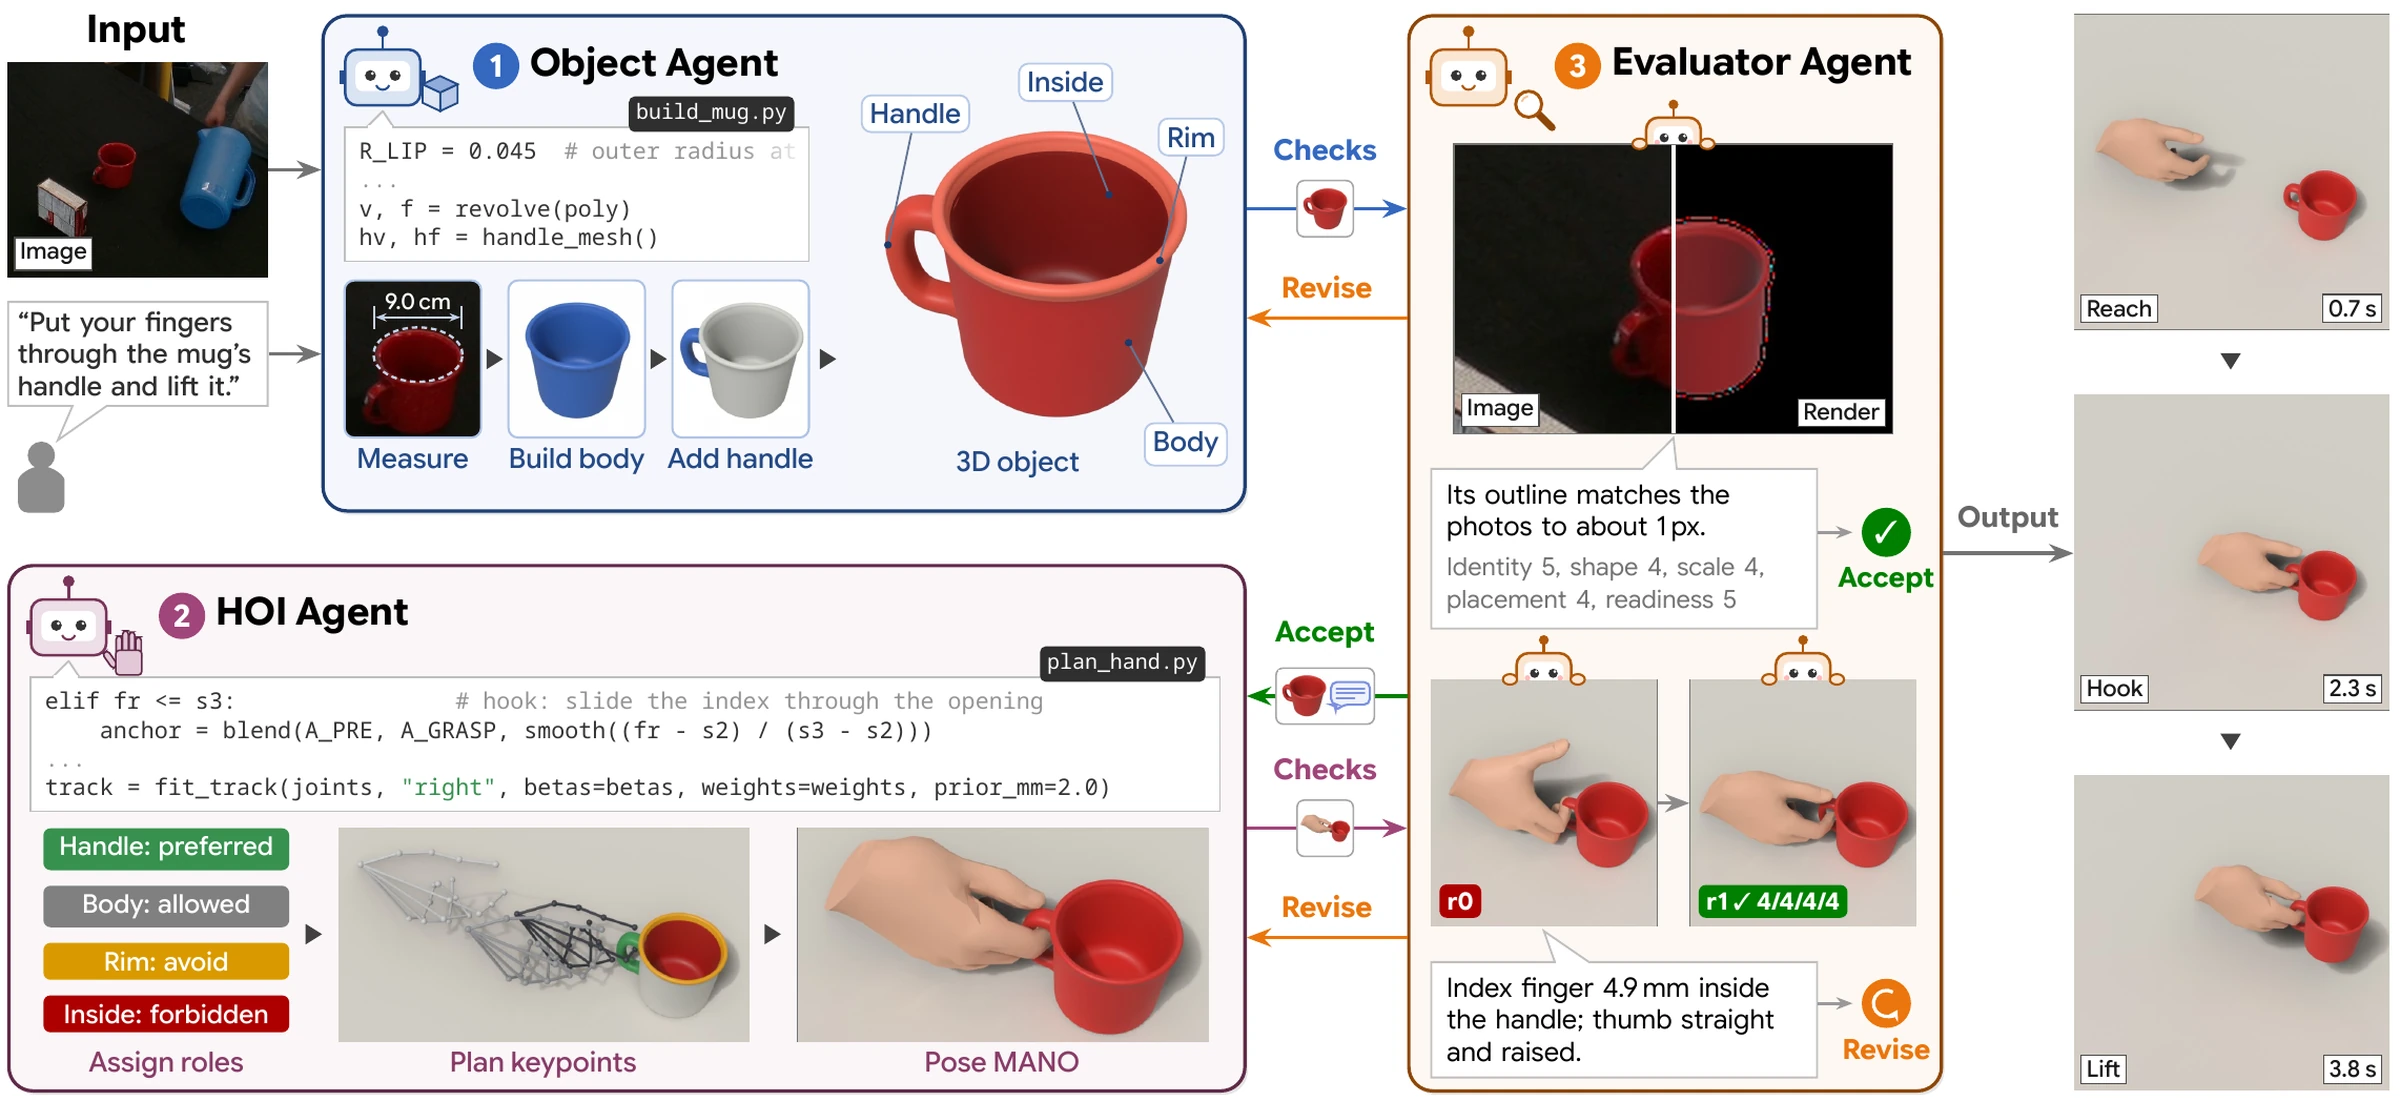 Input
Image
“Put your fingers
through the mug’s
handle and lift it.”
1 Object Agent
build_mug.py
R_LIP = 0.045  # outer radius at
...
v, f = revolve(poly)
hv, hf = handle_mesh()
9.0 cm
Measure
Build body
Add handle
Handle
Inside
Rim
Body
3D object
Checks
Revise
2 HOI Agent
plan_hand.py
elif fr <= s3:                # hook: slide the index through the opening
    anchor = blend(A_PRE, A_GRASP, smooth((fr - s2) / (s3 - s2)))
...
track = fit_track(joints, "right", betas=betas, weights=weights, prior_mm=2.0)
Handle: preferred
Body: allowed
Rim: avoid
Inside: forbidden
Assign roles
Plan keypoints
Pose MANO
Accept
Checks
Revise
3 Evaluator Agent
Image
Render
Its outline matches the
photos to about 1 px.
Identity 5, shape 4, scale 4,
placement 4, readiness 5
✓
Accept
r0
r1 ✓ 4/4/4/4
Index finger 4.9 mm inside
the handle; thumb straight
and raised.
Revise
Output
Reach
0.7 s
Hook
2.3 s
Lift
3.8 s